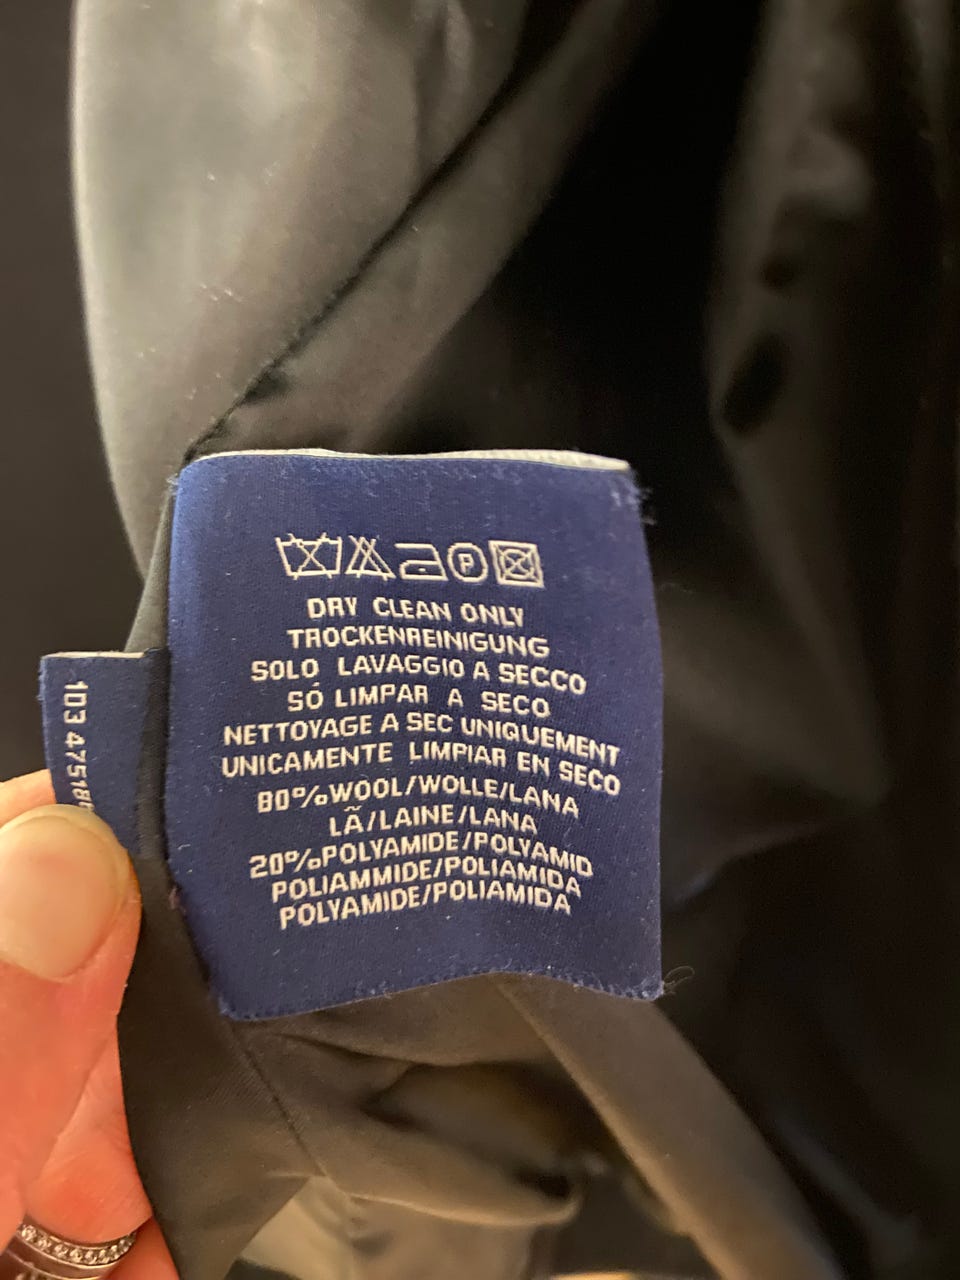 P
DRY CLEAN ONLY
TROCKENREINIGUNG
SOLO LAVAGGIO A SECCO
SÓ LIMPAR A SECO
NETTOYAGE A SEC UNIQUEMENT
UNICAMENTE LIMPIAR EN SECO
80%WOOL/WOLLE/LANA
LÃ/LAINE/LANA
20%POLYAMIDE/POLYAMID
POLIAMMIDE/POLIAMIDA
POLYAMIDE/POLIAMIDA
103